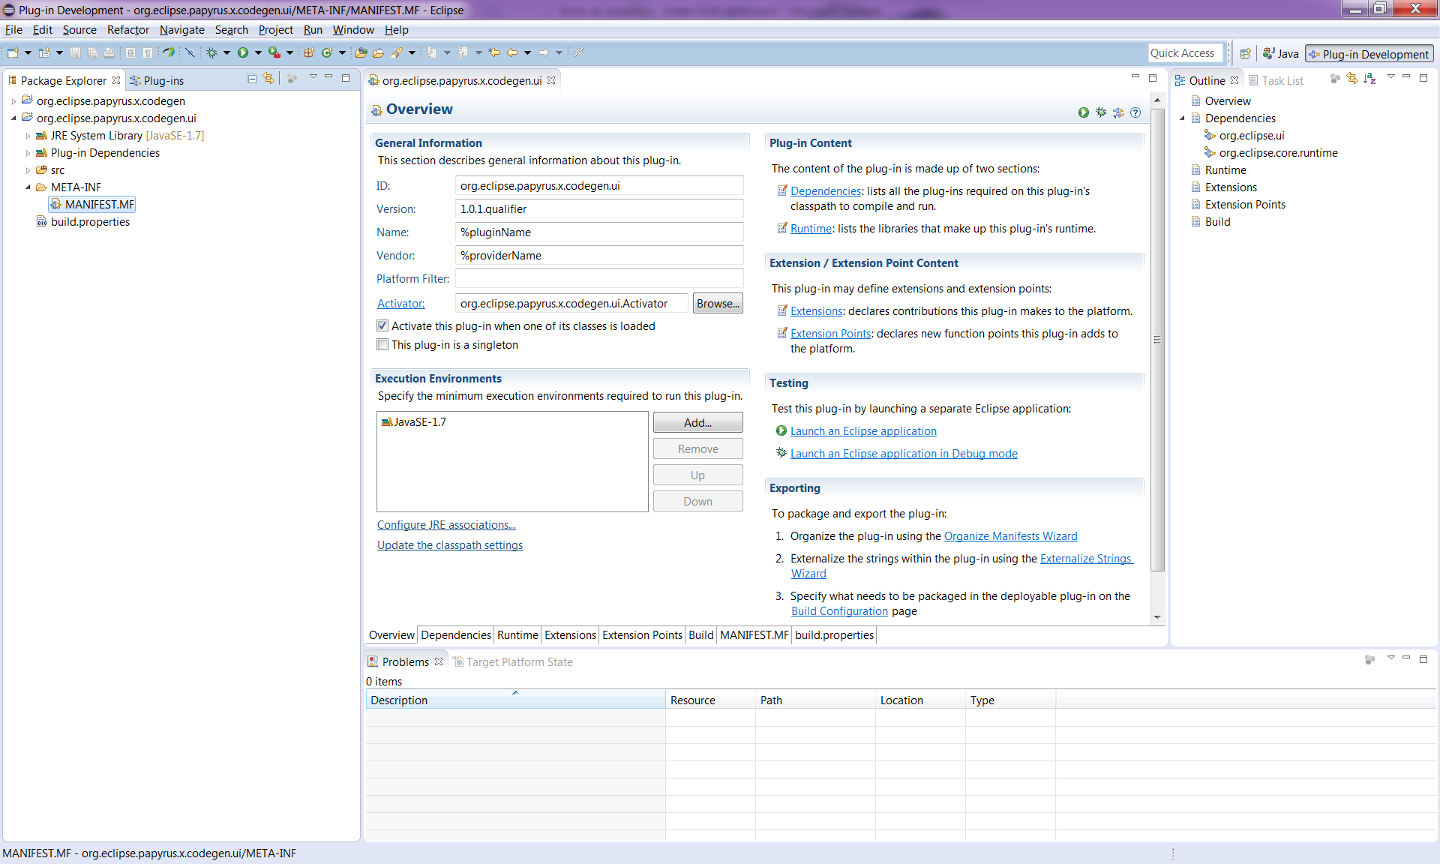 Plug-in Development - org.eclipse.papyrus.x.codegen.ui/META-INF/MANIFEST.MF - Eclipse
File Edit Source Refactor Navigate Search Project Run Window Help
Quick Access
Java
Plug-in Development
Package Explorer
Plug-ins
org.eclipse.papyrus.x.codegen
org.eclipse.papyrus.x.codegen.ui
JRE System Library [JavaSE-1.7]
Plug-in Dependencies
src
META-INF
MANIFEST.MF
build.properties
org.eclipse.papyrus.x.codegen.ui
Overview
General Information
This section describes general information about this plug-in.
ID: org.eclipse.papyrus.x.codegen.ui
Version: 1.0.1.qualifier
Name: %pluginName
Vendor: %providerName
Platform Filter:
Activator: org.eclipse.papyrus.x.codegen.ui.Activator Browse...
Activate this plug-in when one of its classes is loaded
This plug-in is a singleton
Execution Environments
Specify the minimum execution environments required to run this plug-in.
JavaSE-1.7
Add...
Remove
Up
Down
Configure JRE associations...
Update the classpath settings
Plug-in Content
The content of the plug-in is made up of two sections:
Dependencies: lists all the plug-ins required on this plug-in's
classpath to compile and run.
Runtime: lists the libraries that make up this plug-in's runtime.
Extension / Extension Point Content
This plug-in may define extensions and extension points:
Extensions: declares contributions this plug-in makes to the platform.
Extension Points: declares new function points this plug-in adds to
the platform.
Testing
Test this plug-in by launching a separate Eclipse application:
Launch an Eclipse application
Launch an Eclipse application in Debug mode
Exporting
To package and export the plug-in:
1. Organize the plug-in using the Organize Manifests Wizard
2. Externalize the strings within the plug-in using the Externalize Strings
Wizard
3. Specify what needs to be packaged in the deployable plug-in on the
Build Configuration page
Overview Dependencies Runtime Extensions Extension Points Build MANIFEST.MF build.properties
Outline
Task List
Overview
Dependencies
org.eclipse.ui
org.eclipse.core.runtime
Runtime
Extensions
Extension Points
Build
Problems
Target Platform State
0 items
Description Resource Path Location Type
MANIFEST.MF - org.eclipse.papyrus.x.codegen.ui/META-INF